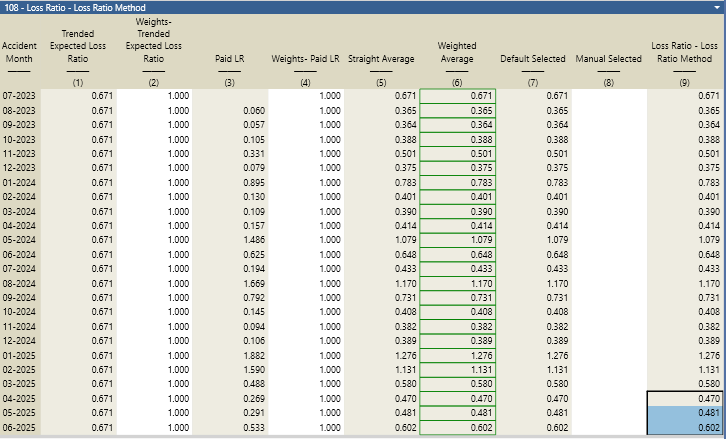 108 - Loss Ratio - Loss Ratio Method
Accident Month Trended Expected Loss Ratio Weights- Trended Expected Loss Ratio Paid LR Weights- Paid LR Straight Average Weighted Average Default Selected Manual Selected Loss Ratio - Loss Ratio Method
(1) (2) (3) (4) (5) (6) (7) (8) (9)
07-2023 0.671 1.000 1.000 0.671 0.671 0.671 0.671
08-2023 0.671 1.000 0.060 1.000 0.365 0.365 0.365 0.365
09-2023 0.671 1.000 0.057 1.000 0.364 0.364 0.364 0.364
10-2023 0.671 1.000 0.105 1.000 0.388 0.388 0.388 0.388
11-2023 0.671 1.000 0.331 1.000 0.501 0.501 0.501 0.501
12-2023 0.671 1.000 0.079 1.000 0.375 0.375 0.375 0.375
01-2024 0.671 1.000 0.895 1.000 0.783 0.783 0.783 0.783
02-2024 0.671 1.000 0.130 1.000 0.401 0.401 0.401 0.401
03-2024 0.671 1.000 0.109 1.000 0.390 0.390 0.390 0.390
04-2024 0.671 1.000 0.157 1.000 0.414 0.414 0.414 0.414
05-2024 0.671 1.000 1.486 1.000 1.079 1.079 1.079 1.079
06-2024 0.671 1.000 0.625 1.000 0.648 0.648 0.648 0.648
07-2024 0.671 1.000 0.194 1.000 0.433 0.433 0.433 0.433
08-2024 0.671 1.000 1.669 1.000 1.170 1.170 1.170 1.170
09-2024 0.671 1.000 0.792 1.000 0.731 0.731 0.731 0.731
10-2024 0.671 1.000 0.145 1.000 0.408 0.408 0.408 0.408
11-2024 0.671 1.000 0.094 1.000 0.382 0.382 0.382 0.382
12-2024 0.671 1.000 0.106 1.000 0.389 0.389 0.389 0.389
01-2025 0.671 1.000 1.882 1.000 1.276 1.276 1.276 1.276
02-2025 0.671 1.000 1.590 1.000 1.131 1.131 1.131 1.131
03-2025 0.671 1.000 0.488 1.000 0.580 0.580 0.580 0.580
04-2025 0.671 1.000 0.269 1.000 0.470 0.470 0.470 0.470
05-2025 0.671 1.000 0.291 1.000 0.481 0.481 0.481 0.481
06-2025 0.671 1.000 0.533 1.000 0.602 0.602 0.602 0.602